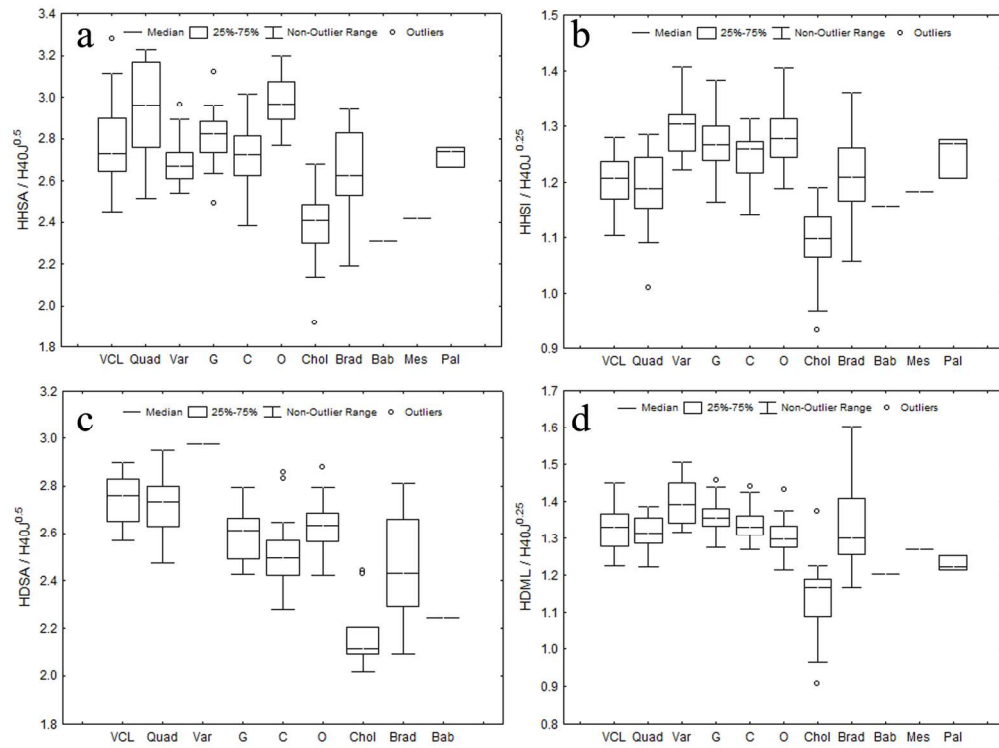 a
Median 25%-75% Non-Outlier Range Outliers
HHSA / H40J^0.5
3.4
3.2
3.0
2.8
2.6
2.4
2.2
2.0
1.8
VCL Quad Var G C O Chol Brad Bab Mes Pal
b
Median 25%-75% Non-Outlier Range Outliers
HHSI / H40J^0.25
1.5
1.4
1.3
1.2
1.1
1.0
0.9
VCL Quad Var G C O Chol Brad Bab Mes Pal
c
Median 25%-75% Non-Outlier Range Outliers
HDSA / H40J^0.5
3.2
3.0
2.8
2.6
2.4
2.2
2.0
1.8
VCL Quad Var G C O Chol Brad Bab
d
Median 25%-75% Non-Outlier Range Outliers
HDML / H40J^0.25
1.7
1.6
1.5
1.4
1.3
1.2
1.1
1.0
0.9
0.8
VCL Quad Var G C O Chol Brad Bab Mes Pal